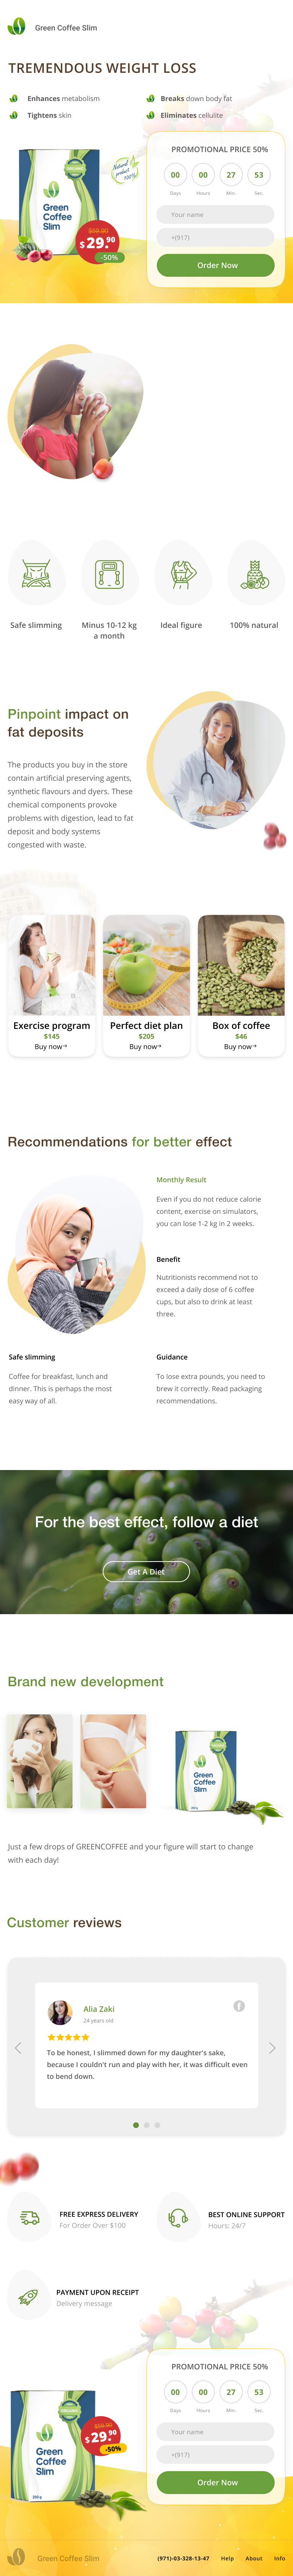 Green Coffee Slim
TREMENDOUS WEIGHT LOSS
Enhances metabolism
Breaks down body fat
Tightens skin
Eliminates cellulite
Natural product 100%
Green
Coffee
Slim
$59.90
$29.90
-50%
PROMOTIONAL PRICE 50%
00 00 27 53
Days Hours Min. Sec.
Your name
+(917)
Order Now
Safe slimming
Minus 10-12 kg
a month
Ideal figure
100% natural
Pinpoint impact on
fat deposits
The products you buy in the store
contain artificial preserving agents,
synthetic flavours and dyers. These
chemical components provoke
problems with digestion, lead to fat
deposit and body systems
congested with waste.
Exercise program
$145
Buy now→
Perfect diet plan
$205
Buy now→
Box of coffee
$46
Buy now→
Recommendations for better effect
Monthly Result
Even if you do not reduce calorie
content, exercise on simulators,
you can lose 1-2 kg in 2 weeks.
Benefit
Nutritionists recommend not to
exceed a daily dose of 6 coffee
cups, but also to drink at least
three.
Safe slimming
Coffee for breakfast, lunch and
dinner. This is perhaps the most
easy way of all.
Guidance
To lose extra pounds, you need to
brew it correctly. Read packaging
recommendations.
For the best effect, follow a diet
Get A Diet
Brand new development
Green
Coffee
Slim
Just a few drops of GREENCOFFEE and your figure will start to change
with each day!
Customer reviews
Alia Zaki
24 years old
To be honest, I slimmed down for my daughter's sake,
because I couldn't run and play with her, it was difficult even
to bend down.
FREE EXPRESS DELIVERY
For Order Over $100
BEST ONLINE SUPPORT
Hours: 24/7
PAYMENT UPON RECEIPT
Delivery message
Green
Coffee
Slim
200 g
$59.90
$29.90
-50%
PROMOTIONAL PRICE 50%
00 00 27 53
Days Hours Min. Sec.
Your name
+(917)
Order Now
Green Coffee Slim
(971)-03-328-13-47
Help
About
Info